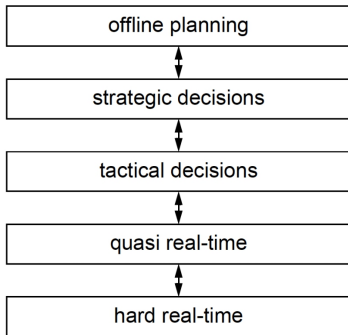 offline planning
strategic decisions
tactical decisions
quasi real-time
hard real-time